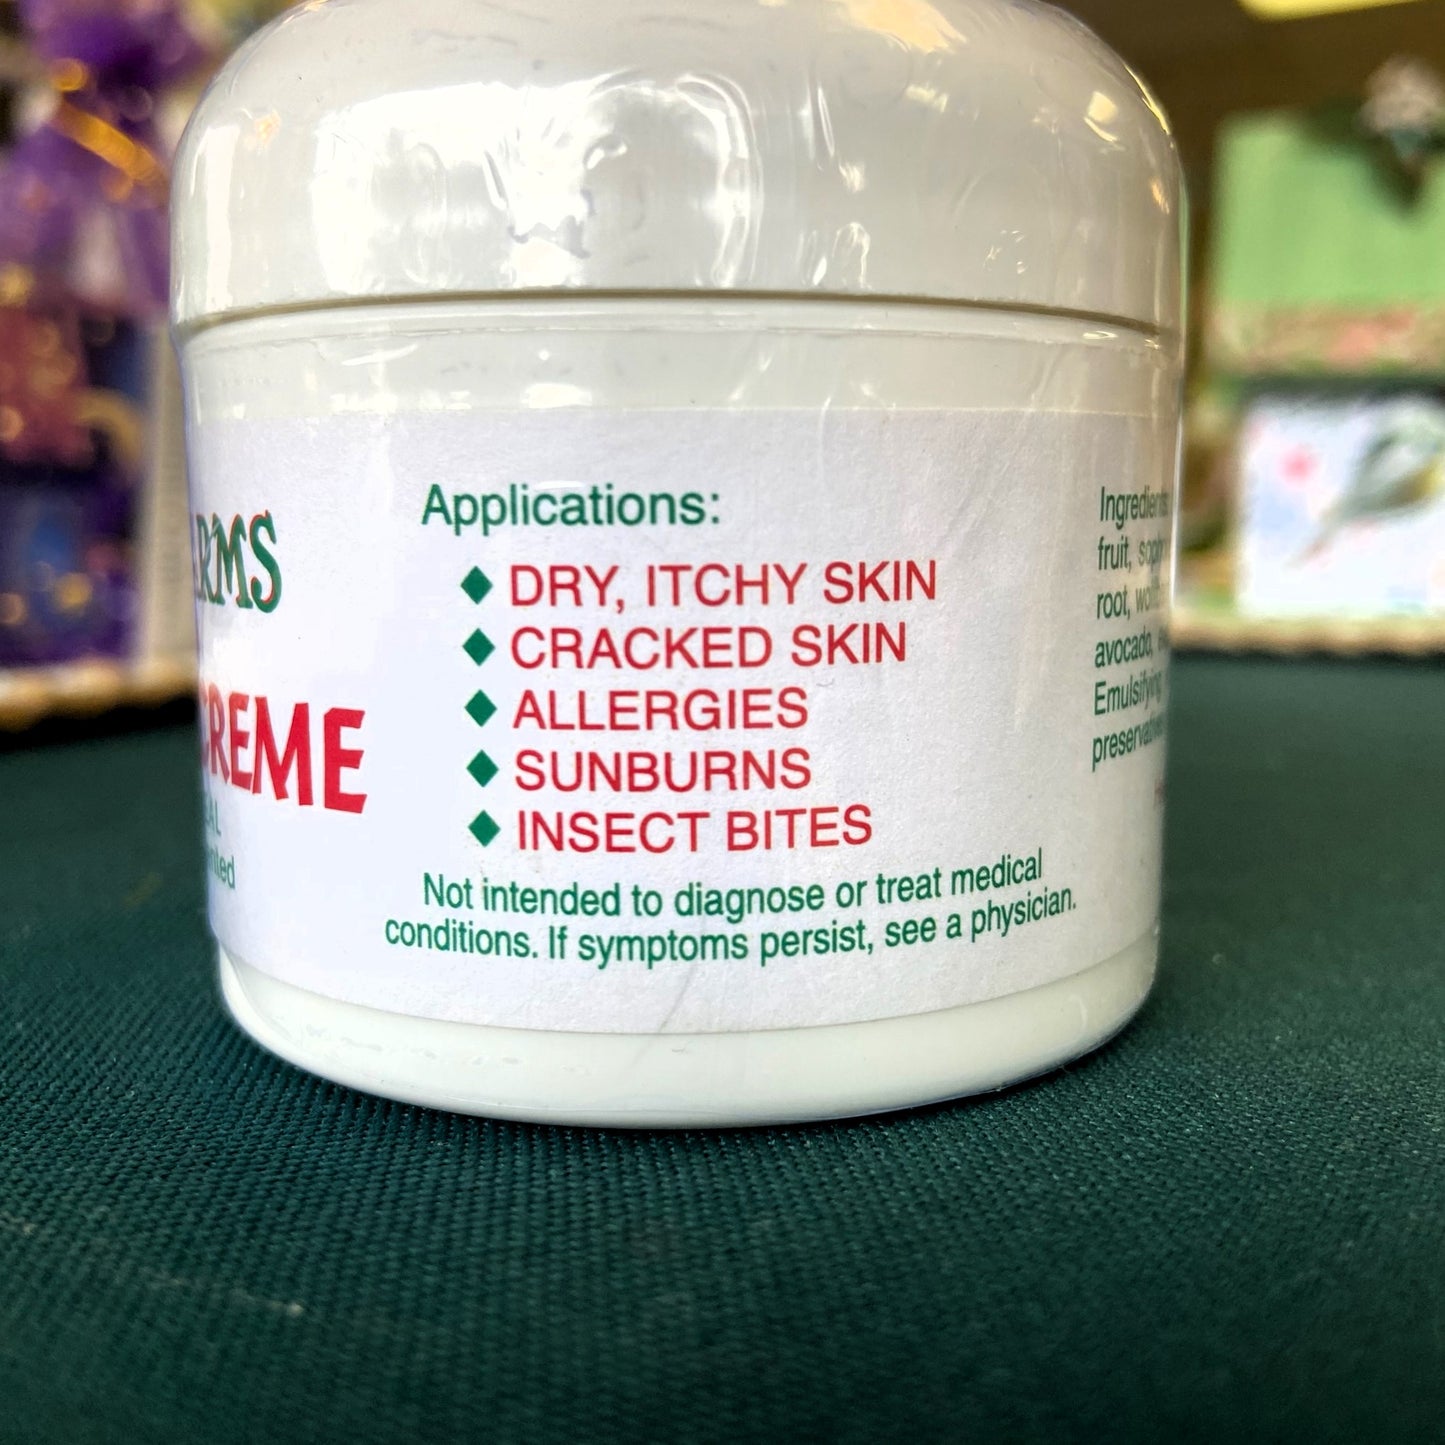 CREME
Applications:
◆ DRY, ITCHY SKIN
◆ CRACKED SKIN
◆ ALLERGIES
◆ SUNBURNS
◆ INSECT BITES
Not intended to diagnose or treat medical
conditions. If symptoms persist, see a physician.
Ingredients
fruit,
root,
avocado,
Emulsifying